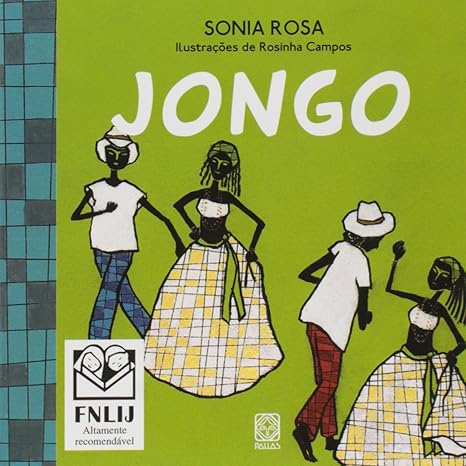 SONIA ROSA
Ilustrações de Rosinha Campos
JONGO
FNLIJ
Altamente
recomendável
PALLAS